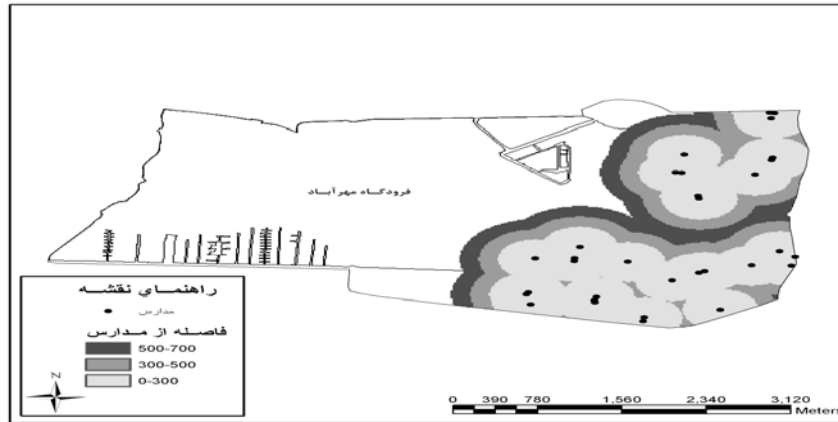 فرودگاه مهرآباد
راهنمای نقشه
مدارس
فاصله از مدارس
500-700
300-500
0-300
N
0 390 780 1,560 2,340 3,120
Meters